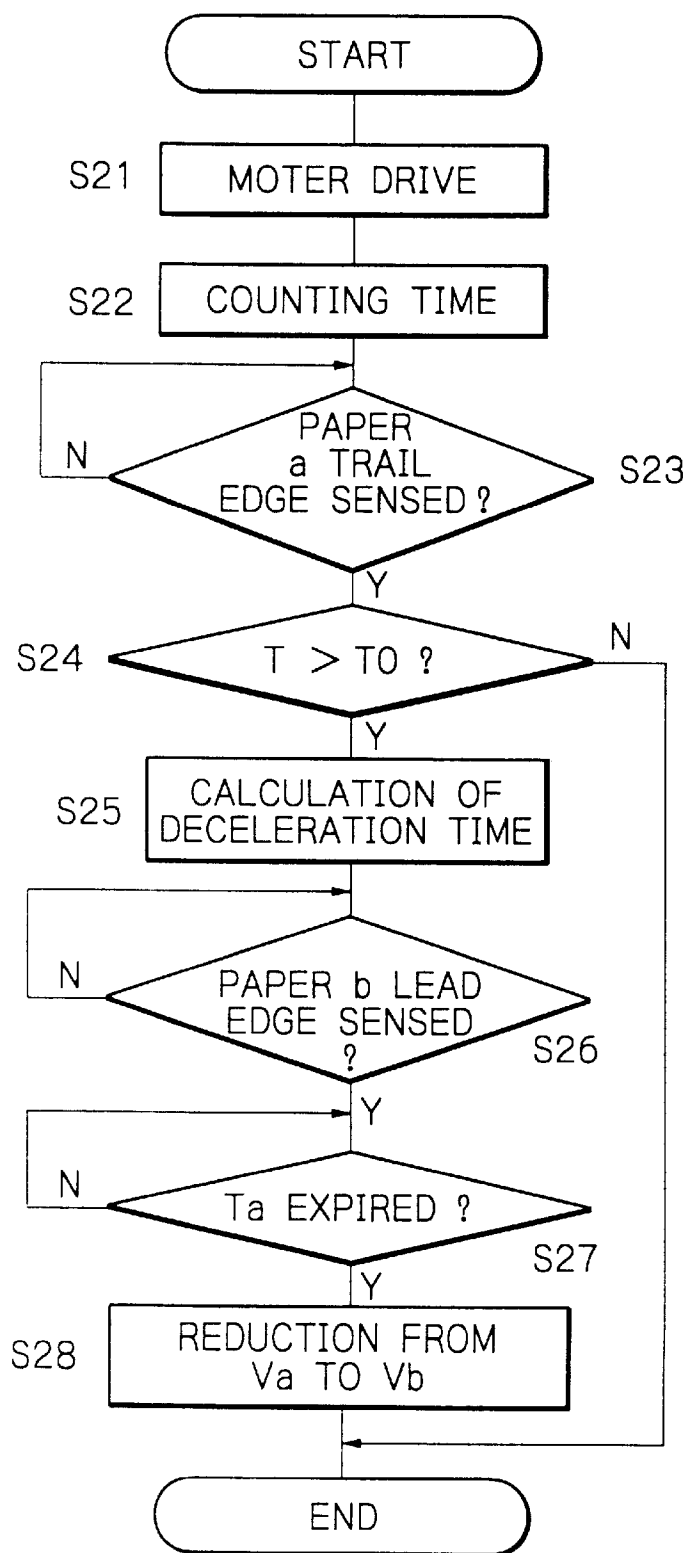 START
S21
MOTER DRIVE
S22
COUNTING TIME
PAPER
a TRAIL
EDGE SENSED?
N
S23
Y
S24
T > TO ?
N
Y
S25
CALCULATION OF
DECELERATION TIME
N
PAPER b LEAD
EDGE SENSED
?
S26
Y
N
Ta EXPIRED ?
S27
Y
S28
REDUCTION FROM
Va TO Vb
END